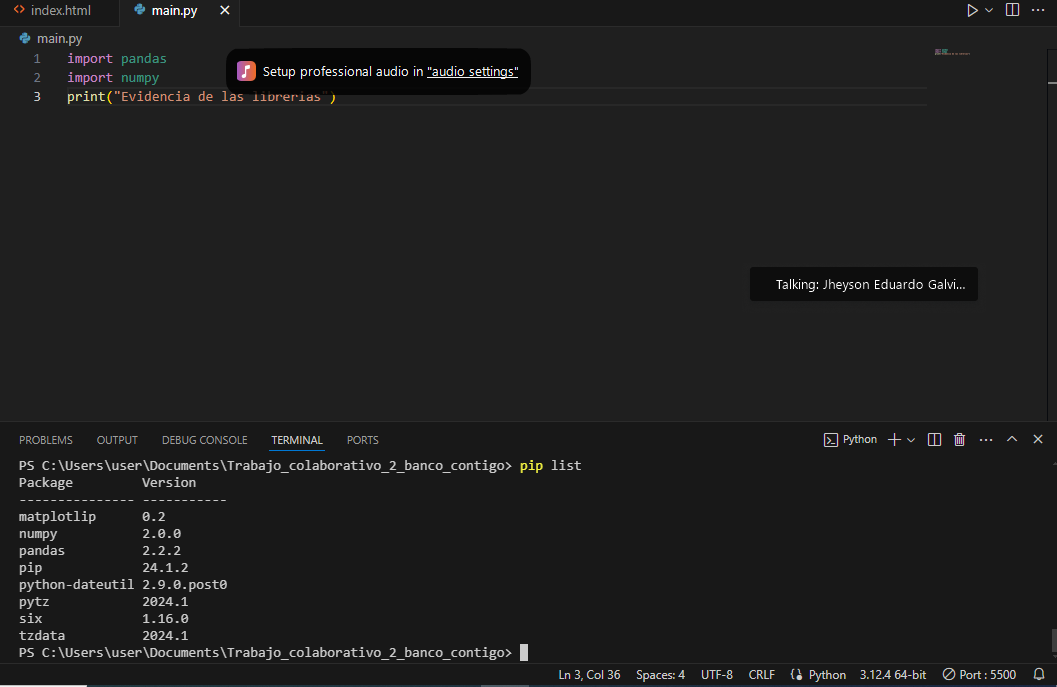 index.html main.py
main.py
1 import pandas
2 import numpy
3 print("Evidencia de las librerias")
Setup professional audio in "audio settings"
Talking: Jheyson Eduardo Galvi...
PROBLEMS OUTPUT DEBUG CONSOLE TERMINAL PORTS Python
PS C:\Users\user\Documents\Trabajo_colaborativo_2_banco_contigo> pip list
Package Version
--------------- -----------
matplotlip 0.2
numpy 2.0.0
pandas 2.2.2
pip 24.1.2
python-dateutil 2.9.0.post0
pytz 2024.1
six 1.16.0
tzdata 2024.1
PS C:\Users\user\Documents\Trabajo_colaborativo_2_banco_contigo>
Ln 3, Col 36 Spaces: 4 UTF-8 CRLF Python 3.12.4 64-bit Port : 5500